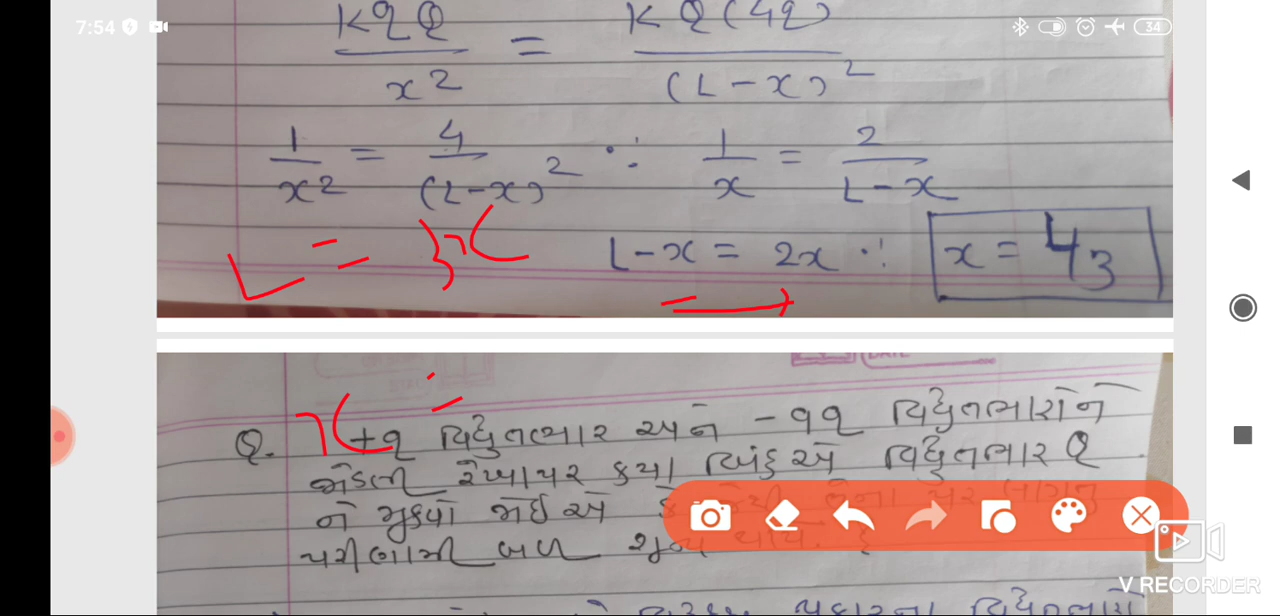 7:54 34
KqQ/x² = KQ(4q)/(L-x)²
1/x² = 4/(L-x)² ∴ 1/x = 2/L-x
L = 3x L-x = 2x ∴ x = L/3
x =
Q. +q વિદ્યુતભાર અને -9q વિદ્યુતભારોને
જોડતી રેખાપર કયા બિંદુએ વિદ્યુતભાર Q
ને મુકવો જોઈએ
પરીણામી બળ શૂન્ય થાય.
V RECORDER